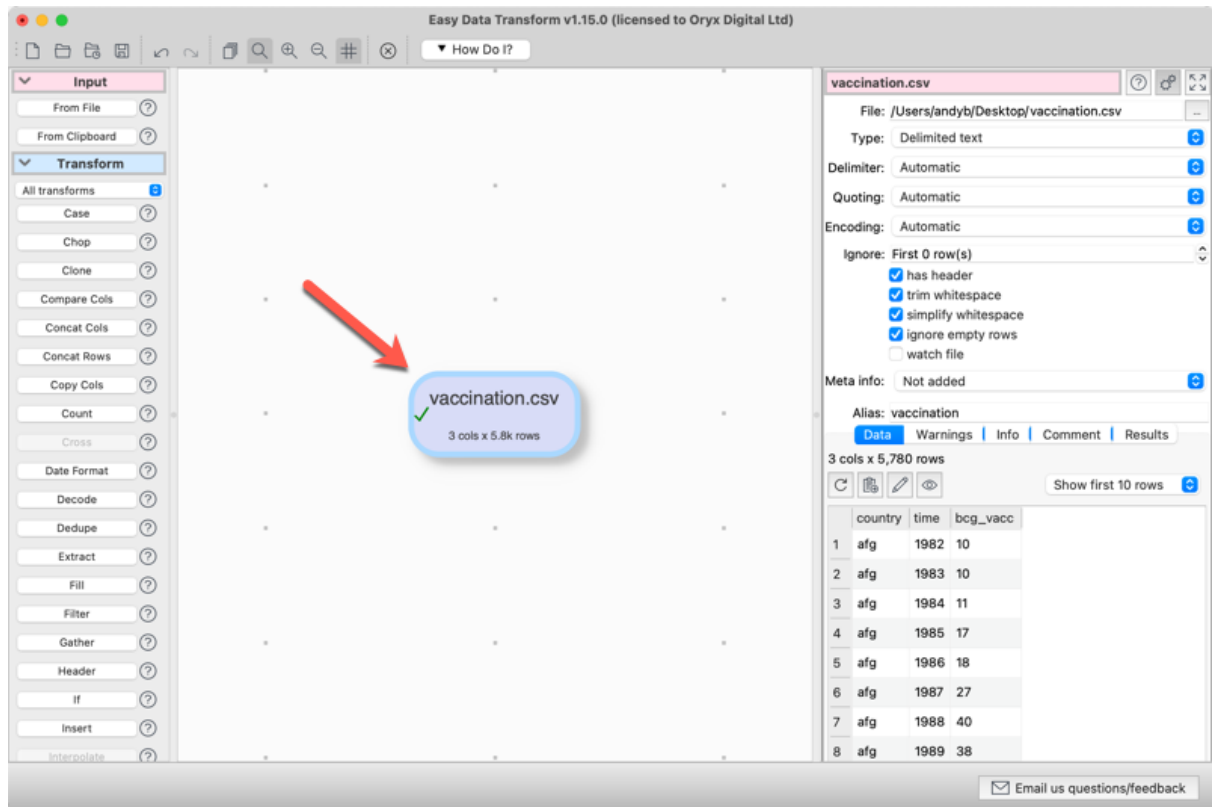 Easy Data Transform v1.15.0 (licensed to Oryx Digital Ltd)
▼ How Do I?
Input
From File
From Clipboard
Transform
All transforms
Case
Chop
Clone
Compare Cols
Concat Cols
Concat Rows
Copy Cols
Count
Cross
Date Format
Decode
Dedupe
Extract
Fill
Filter
Gather
Header
If
Insert
Interpolate
vaccination.csv
3 cols x 5.8k rows
vaccination.csv
File: /Users/andyb/Desktop/vaccination.csv ...
Type: Delimited text
Delimiter: Automatic
Quoting: Automatic
Encoding: Automatic
Ignore: First 0 row(s)
has header
trim whitespace
simplify whitespace
ignore empty rows
watch file
Meta info: Not added
Alias: vaccination
Data Warnings Info Comment Results
3 cols x 5,780 rows
Show first 10 rows
country time bcg_vacc
1 afg 1982 10
2 afg 1983 10
3 afg 1984 11
4 afg 1985 17
5 afg 1986 18
6 afg 1987 27
7 afg 1988 40
8 afg 1989 38
Email us questions/feedback